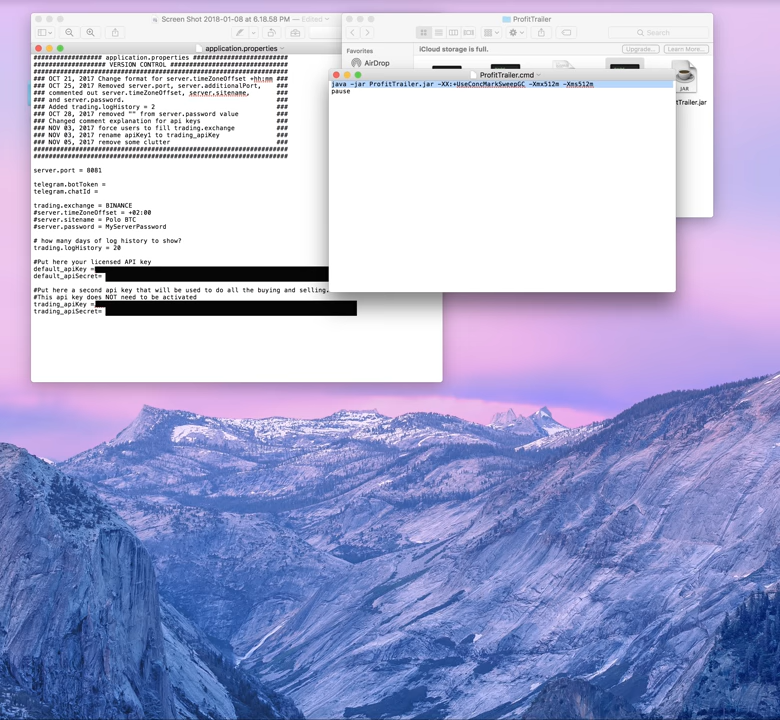 Screen Shot 2018-01-08 at 6.18.58 PM — Edited
application.properties
######################## application.properties ########################
################### VERSION CONTROL ###################
#######################################################
### OCT 21, 2017 Change format for server.timeZoneOffset +hh:mm
### OCT 25, 2017 Removed server.port, server.additionalPort, ###
### commented out server.timeZoneOffset, server.sitename, ###
### and server.password. ###
### Added trading.logHistory = 2 ###
### OCT 28, 2017 removed "" from server.password value ###
### Changed comment explanation for api keys ###
### NOV 03, 2017 force users to fill trading.exchange ###
### NOV 03, 2017 rename apiKey1 to trading_apiKey ###
### NOV 05, 2017 remove some clutter ###
#######################################################
#######################################################
server.port = 8081
telegram.botToken =
telegram.chatId =
trading.exchange = BINANCE
#server.timeZoneOffset = +02:00
#server.sitename = Polo BTC
#server.password = MyServerPassword
# how many days of log history to show?
trading.logHistory = 20
#Put here your licensed API key
default_apiKey =
default_apiSecret=
#Put here a second api key that will be used to do all the buying and selling.
#This api key does NOT need to be activated
trading_apiKey =
trading_apiSecret=
ProfitTrailer
Search
Favorites
AirDrop
iCloud storage is full.
Upgrade...
Learn More...
JAR
ProfitTrailer.cmd
java -jar ProfitTrailer.jar -XX:+UseConcMarkSweepGC -Xmx512m -Xms512m
pause